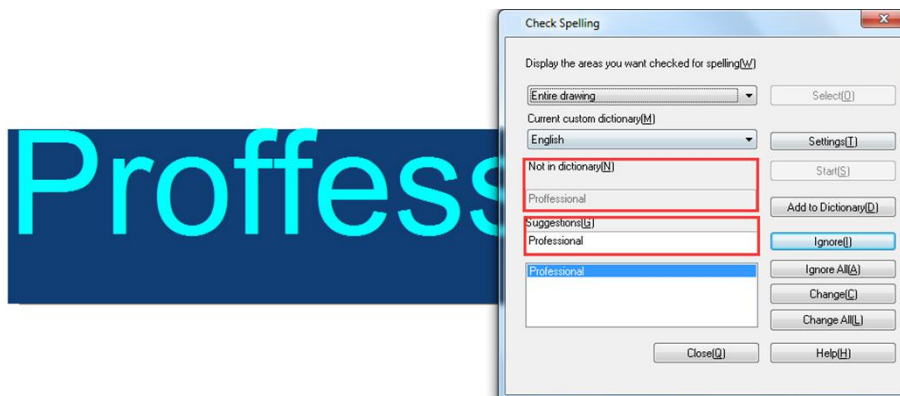 Proffess
Check Spelling
Display the areas you want checked for spelling(W)
Entire drawing
Select(O)
Current custom dictionary(M)
English
Settings(T)
Not in dictionary(N)
Start(S)
Proffessional
Add to Dictionary(D)
Suggestions(G)
Professional
Ignore(I)
Professional
Ignore All(A)
Change(C)
Change All(L)
Close(Q)
Help(H)